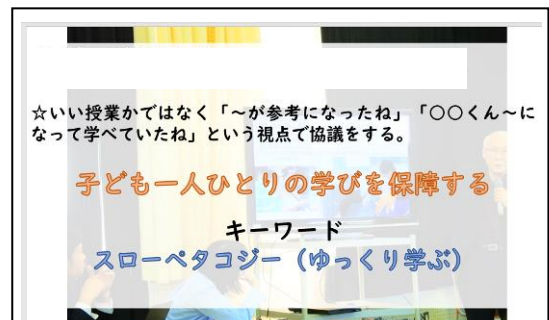 ☆いい授業かではなく「～が参考になったね」「○○くん～に
なって学べていたね」という視点で協議をする。
子ども一人ひとりの学びを保障する
キーワード
スローペタコジー（ゆっくり学ぶ）